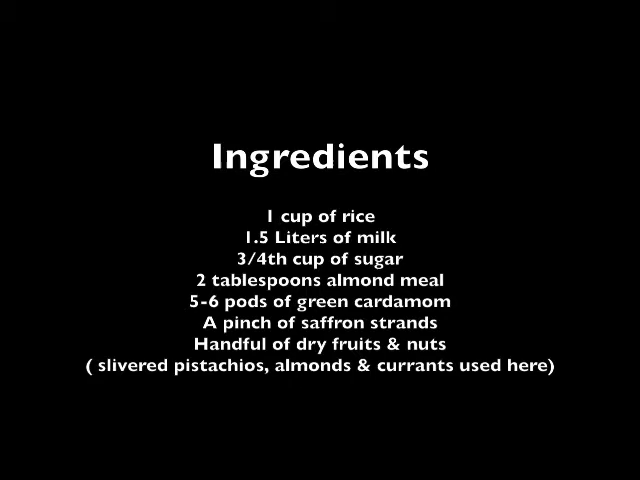 Ingredients
1 cup of rice
1.5 Liters of milk
3/4th cup of sugar
2 tablespoons almond meal
5-6 pods of green cardamom
A pinch of saffron strands
Handful of dry fruits & nuts
( slivered pistachios, almonds & currants used here)